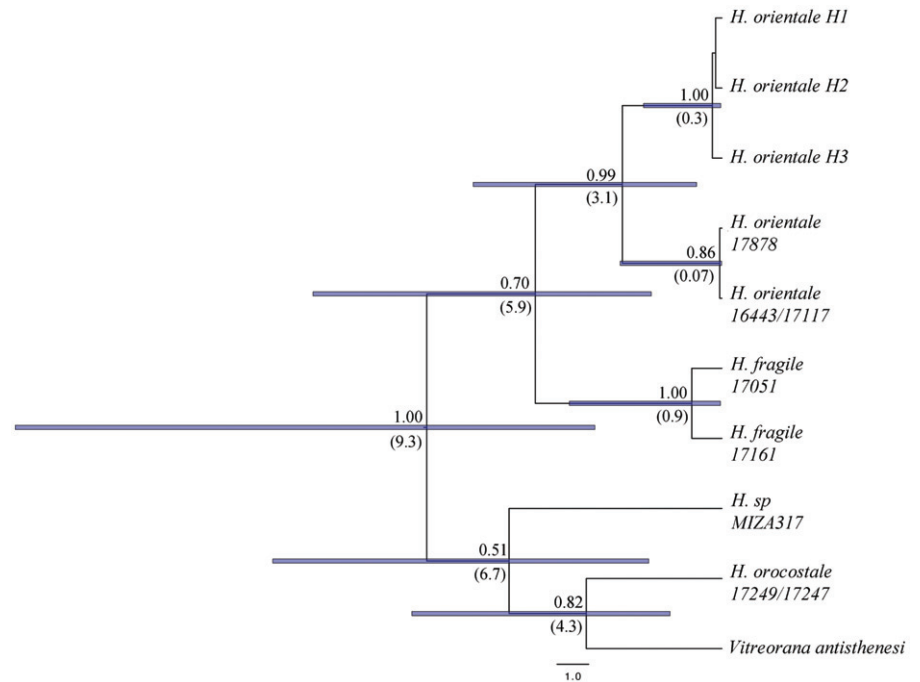 H. orientale H1
H. orientale H2
1.00
(0.3)
H. orientale H3
0.99
(3.1)
H. orientale
17878
0.86
(0.07)
H. orientale
16443/17117
0.70
(5.9)
H. fragile
17051
1.00
(0.9)
H. fragile
17161
1.00
(9.3)
H. sp
MIZA317
0.51
(6.7)
H. orocostale
17249/17247
0.82
(4.3)
Vitreorana antisthenesi
1.0